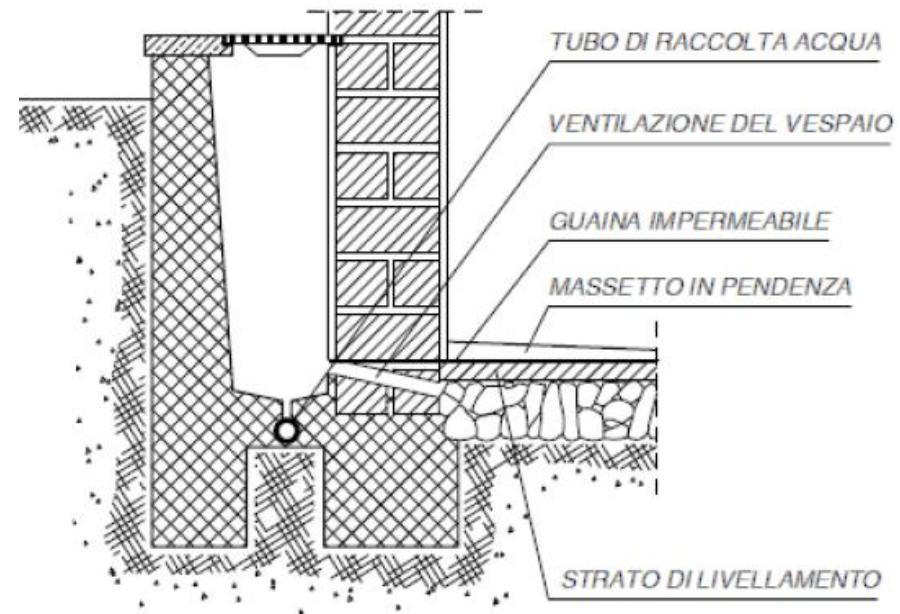 TUBO DI RACCOLTA ACQUA
VENTILAZIONE DEL VESPAIO
GUAINA IMPERMEABILE
MASSETTO IN PENDENZA
STRATO DI LIVELLAMENTO